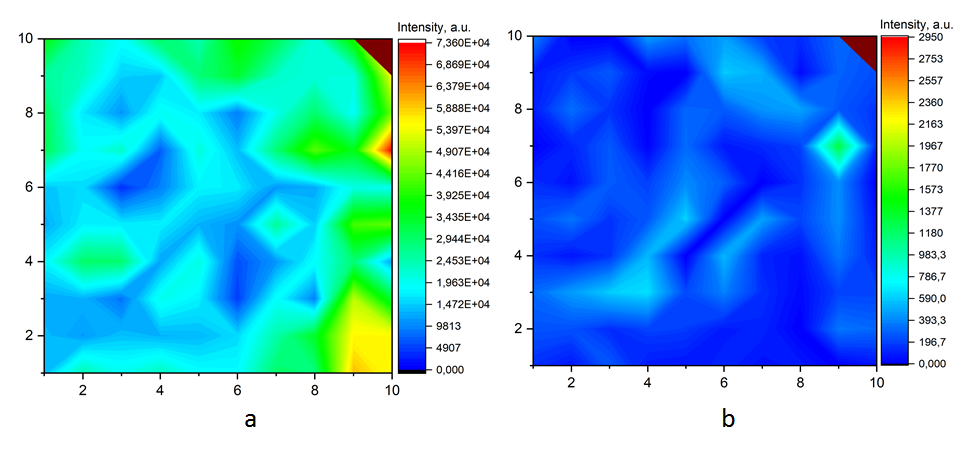 Intensity, a.u.
7,360E+04
6,869E+04
6.379E+04
5,888E+04
5,397E+04
4,907E+04
4,416E+04
3,925E+04
3,435E+04
2,944E+04
2,453E+04
1,963E+04
1,472E+04
9813
4907
0,000
10
8
6
4
2
2
4
6
8
10
a
Intensity, a.u.
2950
2753
2557
2360
2163
1967
1770
1573
1377
1180
983,3
786,7
590,0
393,3
196,7
0,000
10
8
6
4
2
2
4
6
8
10
b